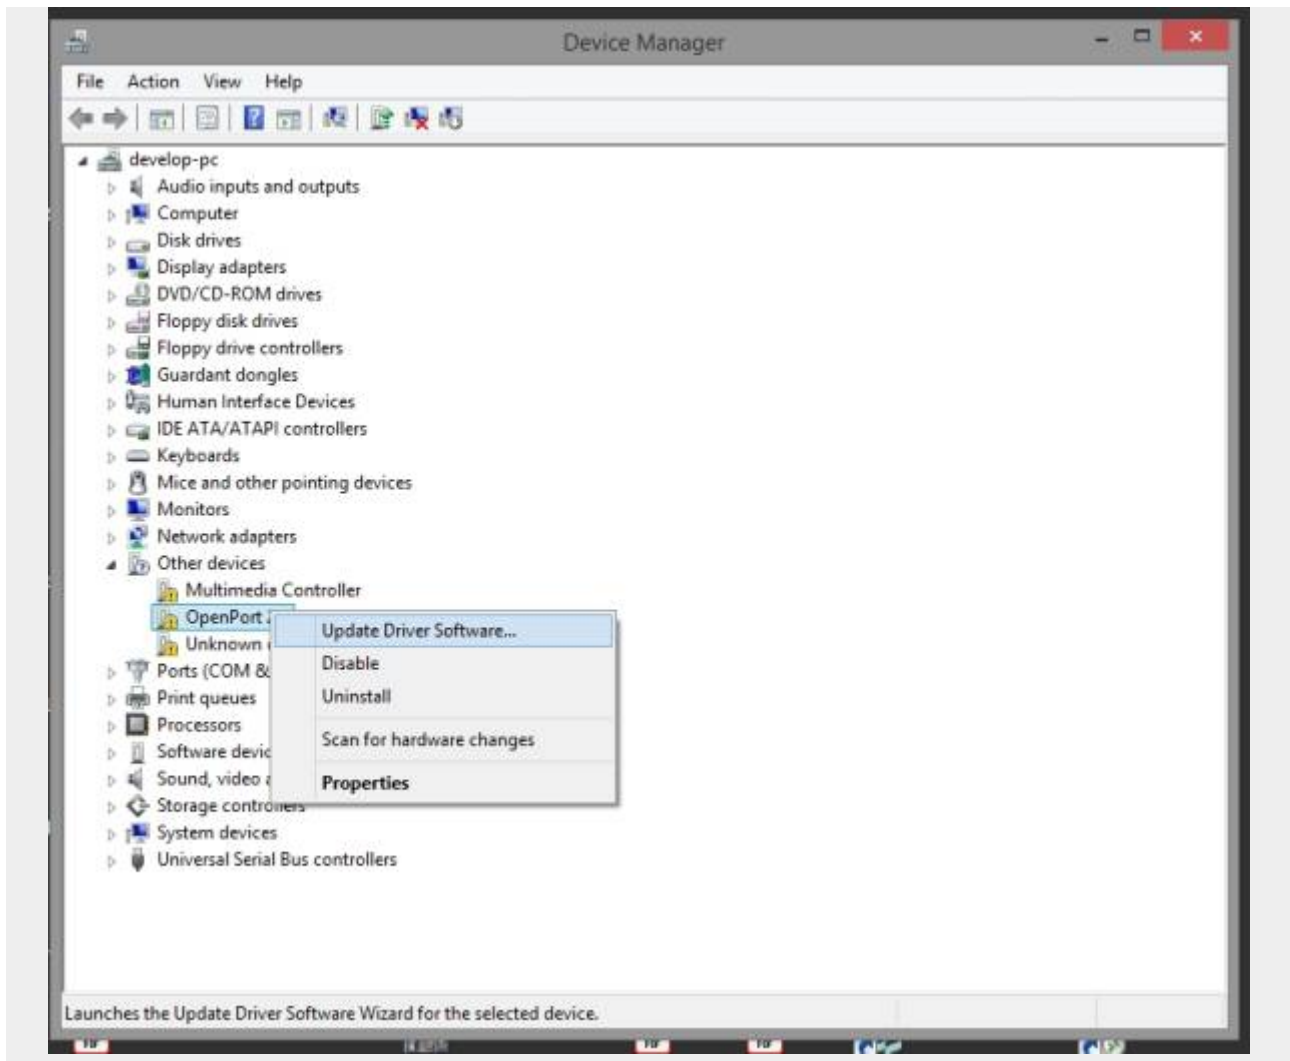 Device Manager
File Action View Help
develop-pc
Audio inputs and outputs
Computer
Disk drives
Display adapters
DVD/CD-ROM drives
Floppy disk drives
Floppy drive controllers
Guardant dongles
Human Interface Devices
IDE ATA/ATAPI controllers
Keyboards
Mice and other pointing devices
Monitors
Network adapters
Other devices
Multimedia Controller
OpenPort
Unknown
Ports (COM &
Print queues
Processors
Software devic
Sound, video
Storage controllers
System devices
Universal Serial Bus controllers
Update Driver Software...
Disable
Uninstall
Scan for hardware changes
Properties
Launches the Update Driver Software Wizard for the selected device.